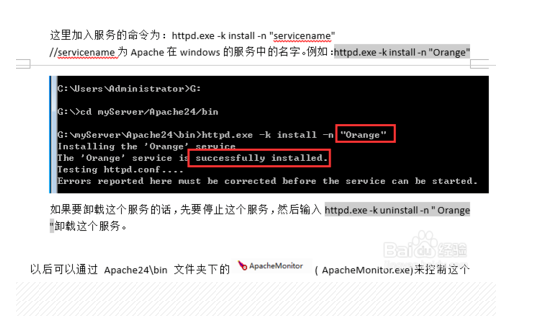 这里加入服务的命令为：httpd.exe -k install -n "servicename"
//servicename 为 Apache 在 windows 的服务中的名字。例如：httpd.exe -k install -n "Orange"
C:\Users\Administrator>G:
G:\>cd myServer/Apache24/bin
G:\myServer\Apache24\bin>httpd.exe -k install -n "Orange"
Installing the 'Orange' service
The 'Orange' service is successfully installed.
Testing httpd.conf....
Errors reported here must be corrected before the service can be started.
如果要卸载这个服务的话，先要停止这个服务，然后输入 httpd.exe -k uninstall -n " Orange
"卸载这个服务。
Baidu经验
以后可以通过 Apache24\bin 文件夹下的 ApacheMonitor ( ApacheMonitor.exe)来控制这个